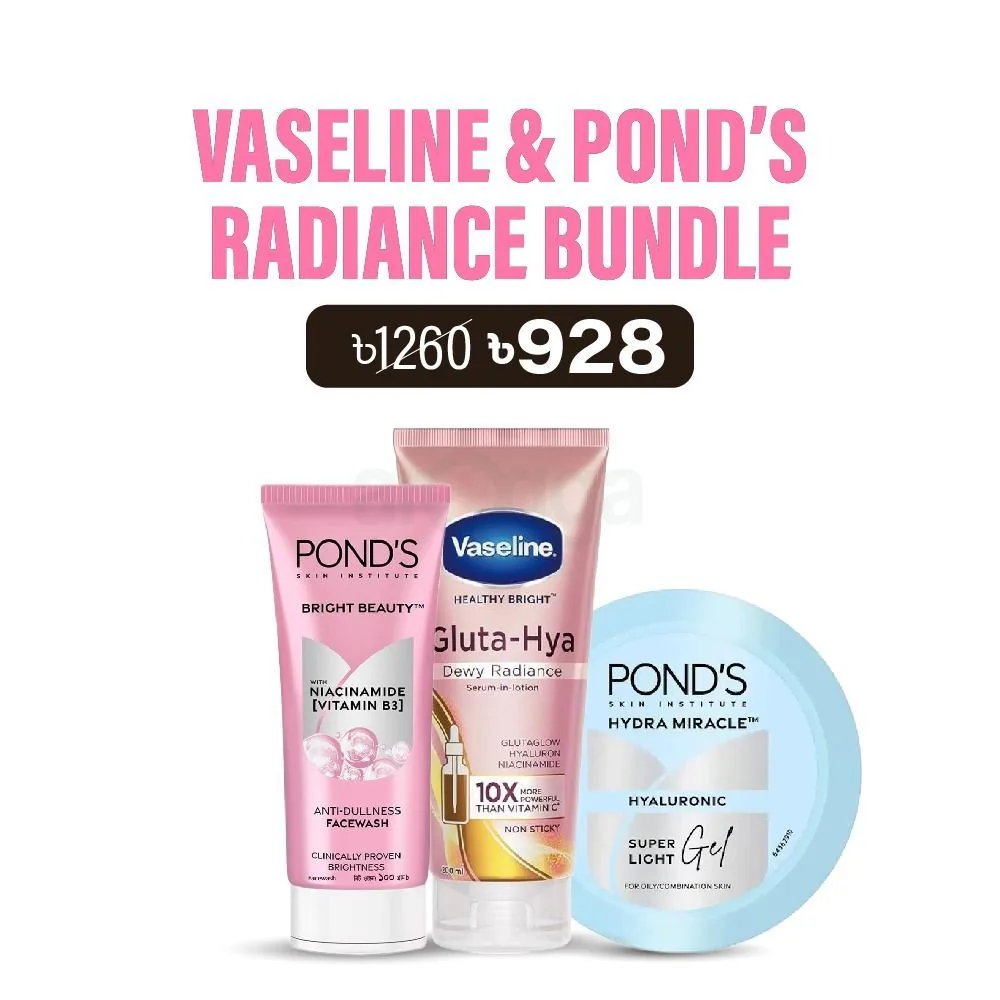 VASELINE & POND'S
RADIANCE BUNDLE
৳1260 ৳928
POND'S
SKIN INSTITUTE
BRIGHT BEAUTY™
WITH
NIACINAMIDE
[VITAMIN B3]
ANTI-DULLNESS
FACEWASH
CLINICALLY PROVEN
BRIGHTNESS
১০০
Vaseline.
HEALTHY BRIGHT™
Gluta-Hya
Dewy Radiance
Serum-in-lotion
GLUTAGLOW
HYALURON
NIACINAMIDE
10X MORE POWERFUL
THAN VITAMIN C*
NON STICKY
POND'S
SKIN INSTITUTE
HYDRA MIRACLE™
HYALURONIC
SUPER
LIGHT Gel
FOR OILY/COMBINATION SKIN